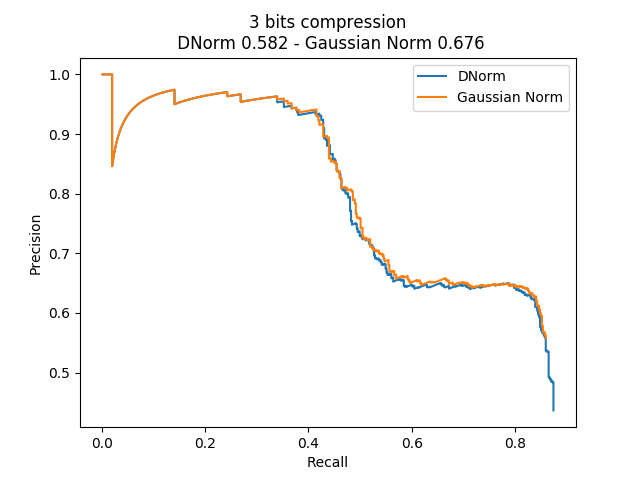 3 bits compression
DNorm 0.582 - Gaussian Norm 0.676
DNorm
Gaussian Norm
Precision
1.0
0.9
0.8
0.7
0.6
0.5
0.0
0.2
0.4
0.6
0.8
Recall